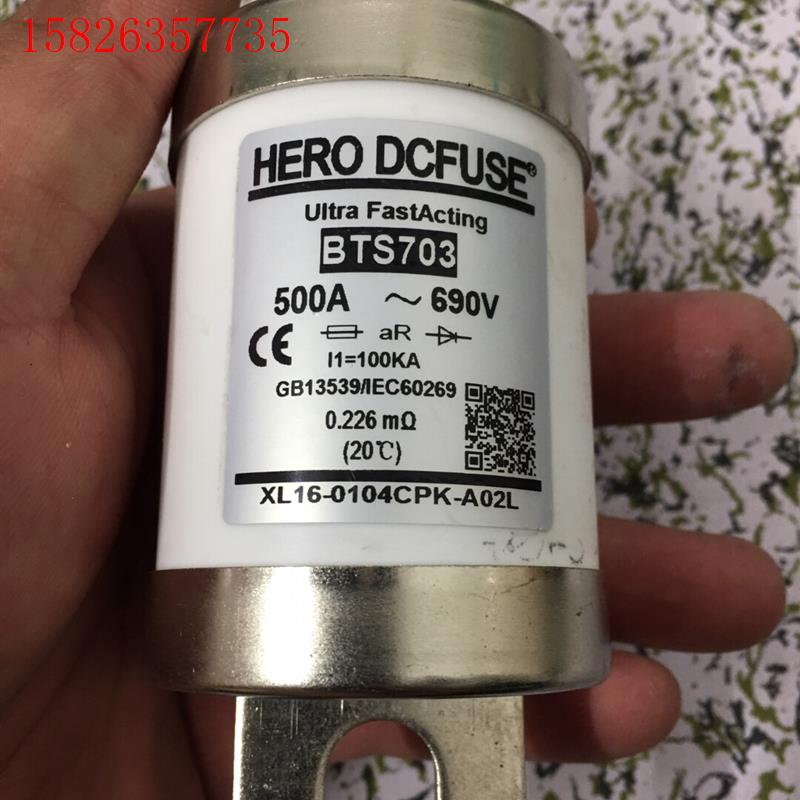 15826357735
HERO DCFUSE®
Ultra FastActing
BTS703
500A ～690V
CE aR
I1=100KA
GB13539/IEC60269
0.226 mΩ
(20℃)
XL16-0104CPK-A02L